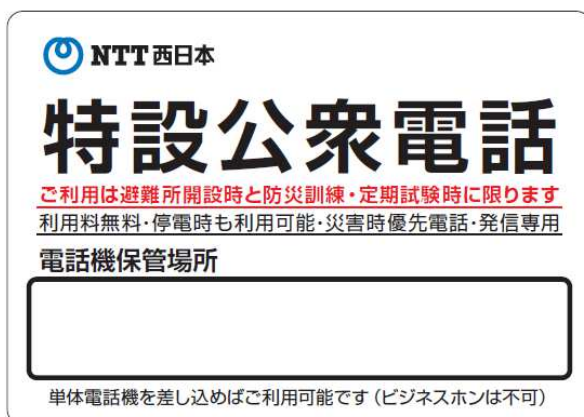 NTT西日本
特設公衆電話
ご利用は避難所開設時と防災訓練・定期試験時に限ります
利用料無料・停電時も利用可能・災害時優先電話・発信専用
電話機保管場所
単体電話機を差し込めばご利用可能です(ビジネスホンは不可)